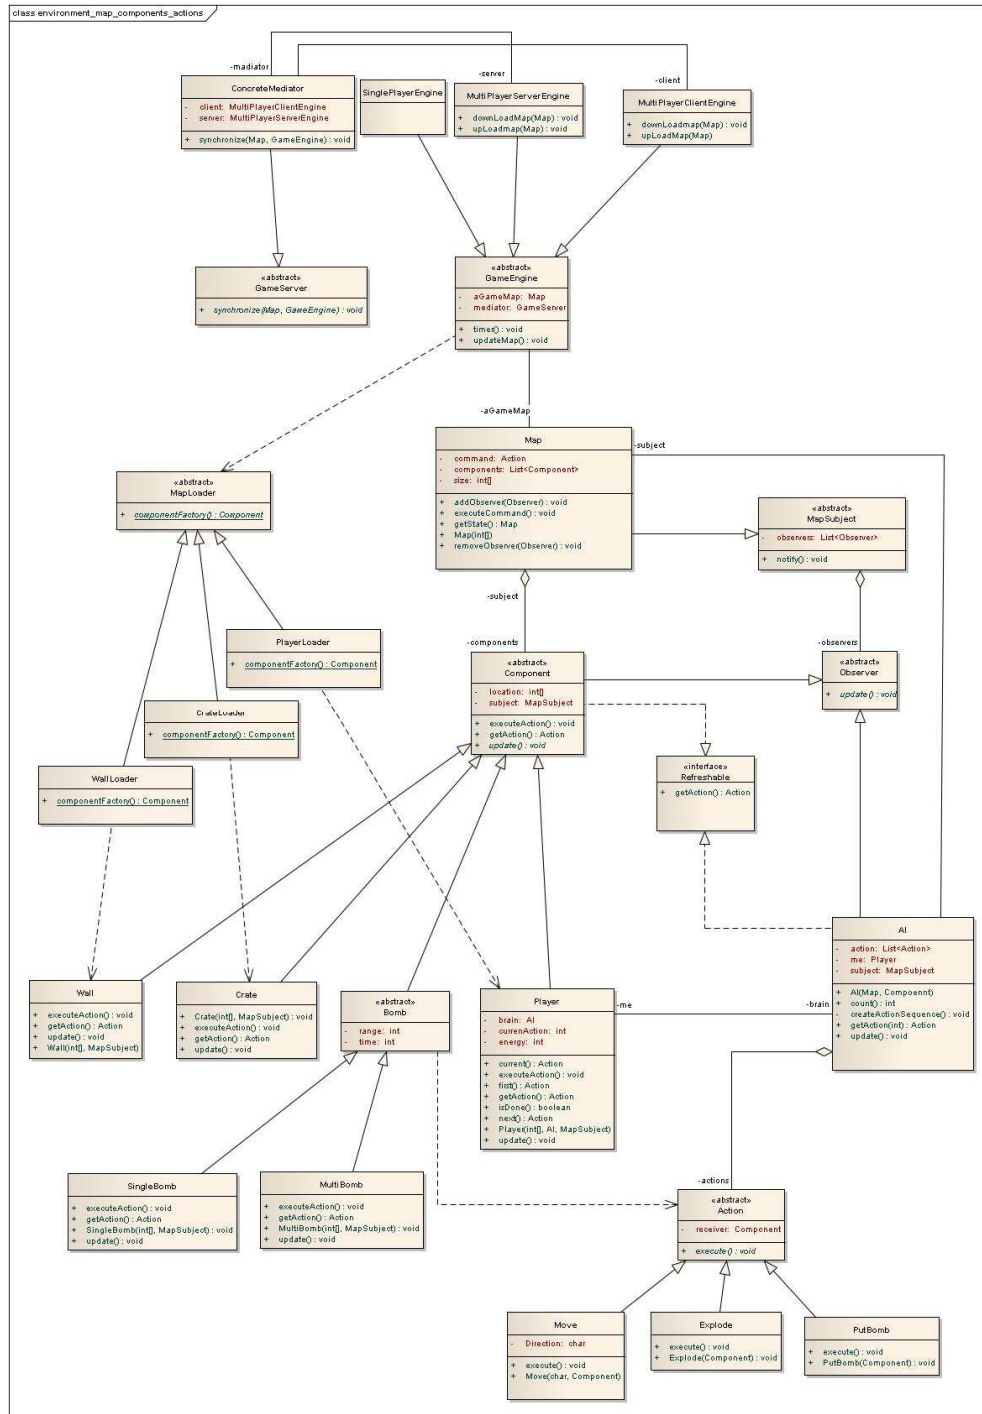 class environment_map_components_actions
-madiator
-server
-client
ConcreteMediator
- client: MultiPlayerClientEngine
- server: MultiPlayerServerEngine
+ synchronize(Map, GameEngine) : void
SinglePlayerEngine
MultiPlayerServerEngine
+ downLoadMap(Map) : void
+ upLoadmap(Map) : void
MultiPlayerClientEngine
+ downLoadMap(Map) : void
+ upLoadMap(Map)
«abstract»
GameServer
+ synchronize(Map, GameEngine) : void
«abstract»
GameEngine
- aGameMap: Map
- mediator: GameServer
+ timer() : void
+ updateMap() : void
-aGameMap
Map
- command: Action
- components: List<Component>
- size: int[]
+ addObserver(Observer) : void
+ executeCommand() : void
+ getState() : Map
+ Map(int[])
+ removeObserver(Observer) : void
-subject
«abstract»
MapLoader
+ componentFactory() : Component
«abstract»
MapSubject
- observers: List<Observer>
+ notify() : void
-subject
-components
-observers
PlayerLoader
+ componentFactory() : Component
«abstract»
Component
- location: int[]
- subject: MapSubject
+ executeAction() : void
+ getAction() : Action
+ update() : void
«abstract»
Observer
+ update() : void
CrateLoader
+ componentFactory() : Component
WallLoader
+ componentFactory() : Component
«interface»
Refreshable
+ getAction() : Action
AI
- action: List<Action>
- me: Player
- subject: MapSubject
+ AI(Map, Compoennt)
+ count() : int
- createActionSequence() : void
+ getAction(int) : Action
+ update() : void
Wall
+ executeAction() : void
+ getAction() : Action
+ update() : void
+ Wall(int[], MapSubject)
Crate
+ Crate(int[], MapSubject) : void
+ executeAction() : void
+ getAction() : Action
+ update() : void
«abstract»
Bomb
- range: int
- time: int
Player
- brain: AI
- currenAction: int
- energy: int
+ current() : Action
+ executeAction() : void
+ first() : Action
+ getAction() : Action
+ isDone() : boolean
+ next() : Action
+ Player(int[], AI, MapSubject)
+ update() : void
-me
-brain
SingleBomb
+ executeAction() : void
+ getAction() : Action
+ SingleBomb(int[], MapSubject) : void
+ update() : void
MultiBomb
+ executeAction() : void
+ getAction() : Action
+ MultiBomb(int[], MapSubject) : void
+ update() : void
-actions
«abstract»
Action
- receiver: Component
+ execute() : void
Move
- Direction: char
+ execute() : void
+ Move(char, Component)
Explode
+ execute() : void
+ Explode(Component) : void
PutBomb
+ execute() : void
+ PutBomb(Component) : void